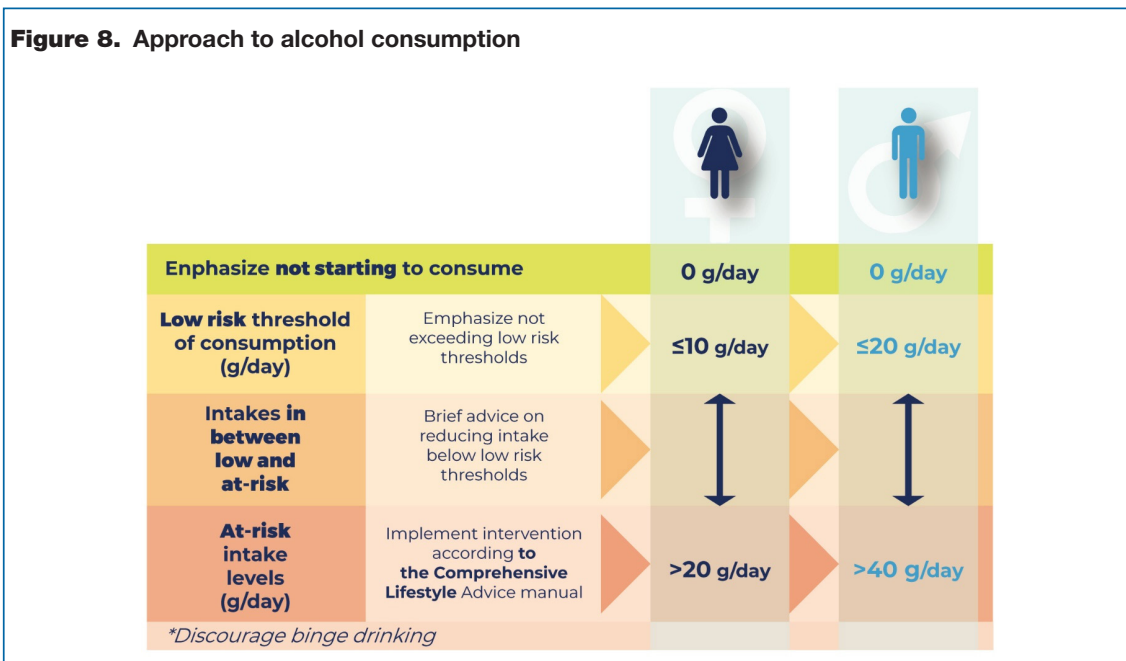 Figure 8. Approach to alcohol consumption
Enphasize not starting to consume
0 g/day
0 g/day
Low risk threshold
of consumption
(g/day)
Emphasize not
exceeding low risk
thresholds
≤10 g/day
≤20 g/day
Intakes in
between
low and
at-risk
Brief advice on
reducing intake
below low risk
thresholds
At-risk
intake
levels
(g/day)
Implement intervention
according to
the Comprehensive
Lifestyle Advice manual
>20 g/day
>40 g/day
*Discourage binge drinking